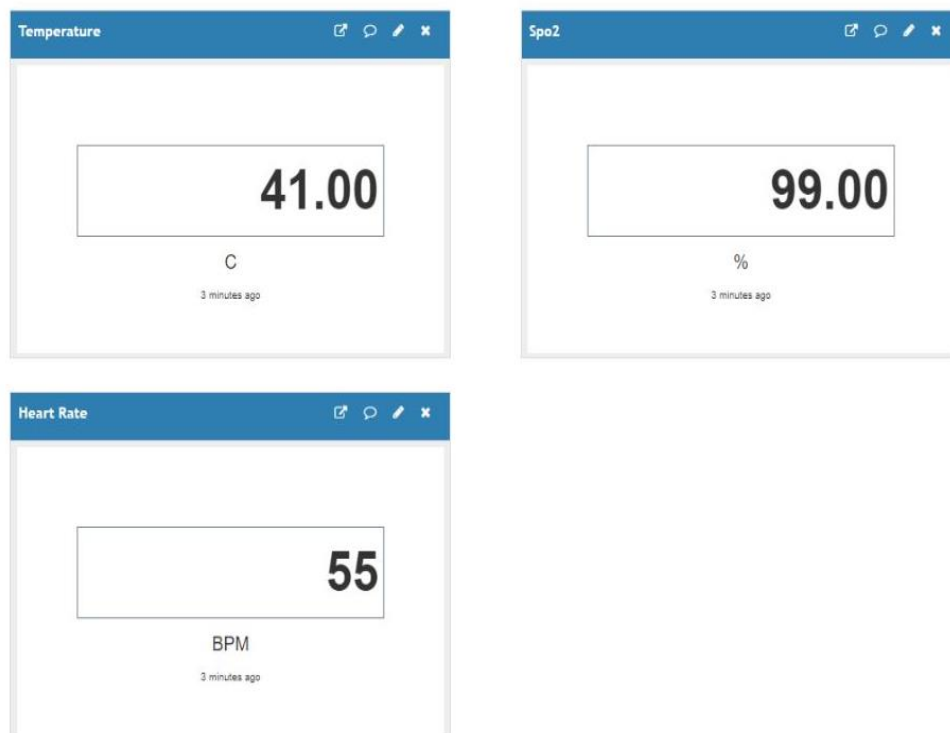 Temperature
41.00
C
3 minutes ago
Spo2
99.00
%
3 minutes ago
Heart Rate
55
BPM
3 minutes ago